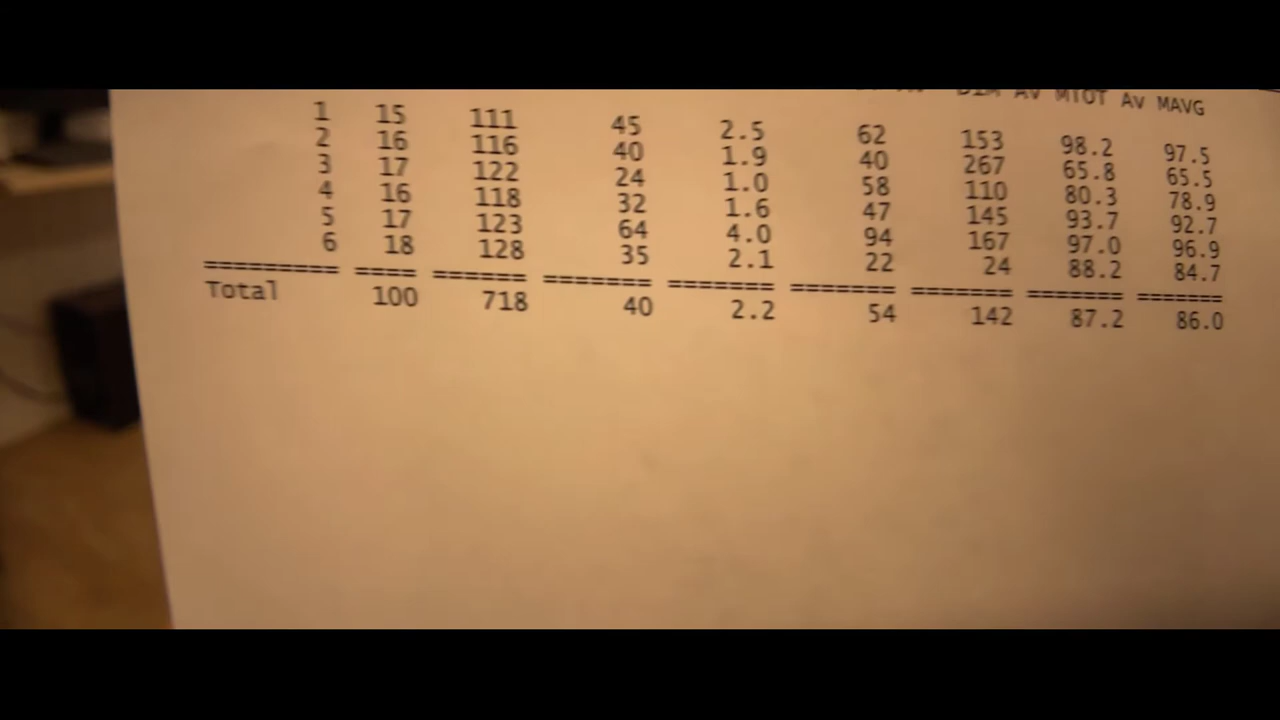 AV MTOT AV MAVG
1 15 111 45 2.5 62 153 98.2 97.5
2 16 116 40 1.9 40 267 65.8 65.5
3 17 122 24 1.0 58 110 80.3 78.9
4 16 118 32 1.6 47 145 93.7 92.7
5 17 123 64 4.0 94 167 97.0 96.9
6 18 128 35 2.1 22 24 88.2 84.7
========= ==== ====== ======= ======= ======= ======= ======= =======
Total 100 718 40 2.2 54 142 87.2 86.0